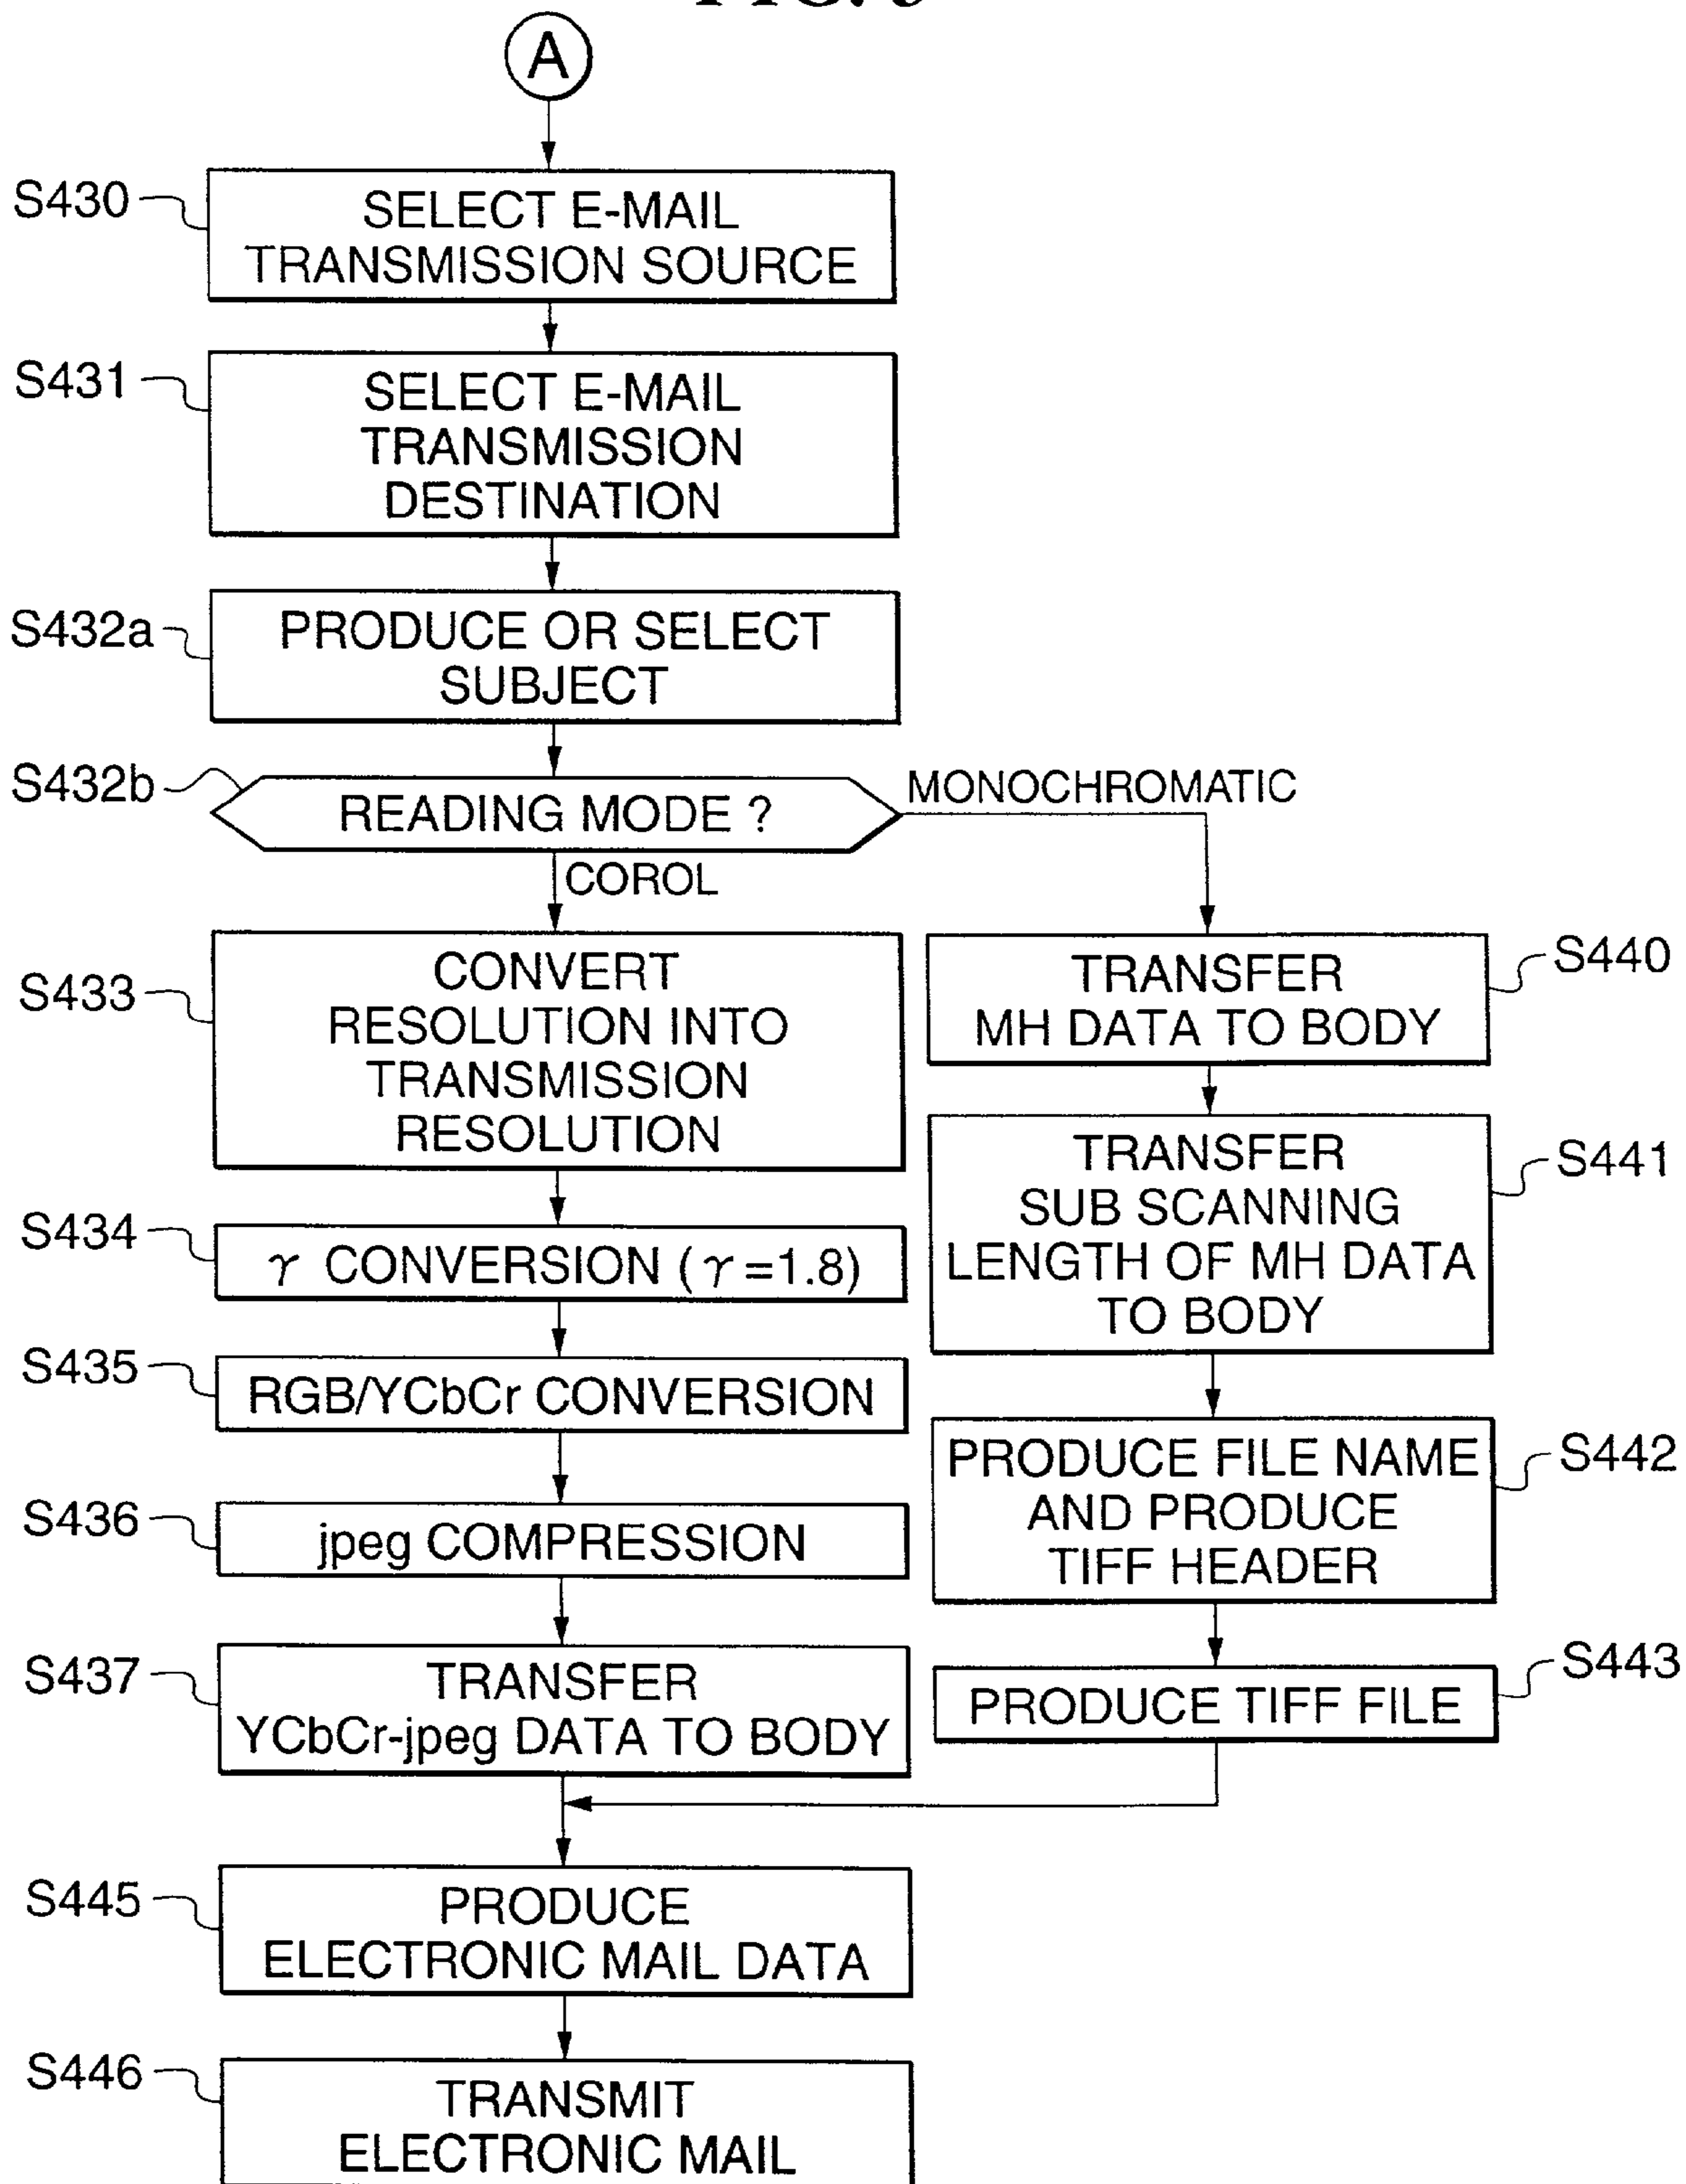 A
S430
SELECT E-MAIL
TRANSMISSION SOURCE
S431
SELECT E-MAIL
TRANSMISSION
DESTINATION
S432a
PRODUCE OR SELECT
SUBJECT
S432b
READING MODE ?
MONOCHROMATIC
COROL
S433
CONVERT
RESOLUTION INTO
TRANSMISSION
RESOLUTION
S434
γ CONVERSION (γ=1.8)
S435
RGB/YCbCr CONVERSION
S436
jpeg COMPRESSION
S437
TRANSFER
YCbCr-jpeg DATA TO BODY
S440
TRANSFER
MH DATA TO BODY
S441
TRANSFER
SUB SCANNING
LENGTH OF MH DATA
TO BODY
S442
PRODUCE FILE NAME
AND PRODUCE
TIFF HEADER
S443
PRODUCE TIFF FILE
S445
PRODUCE
ELECTRONIC MAIL DATA
S446
TRANSMIT
ELECTRONIC MAIL